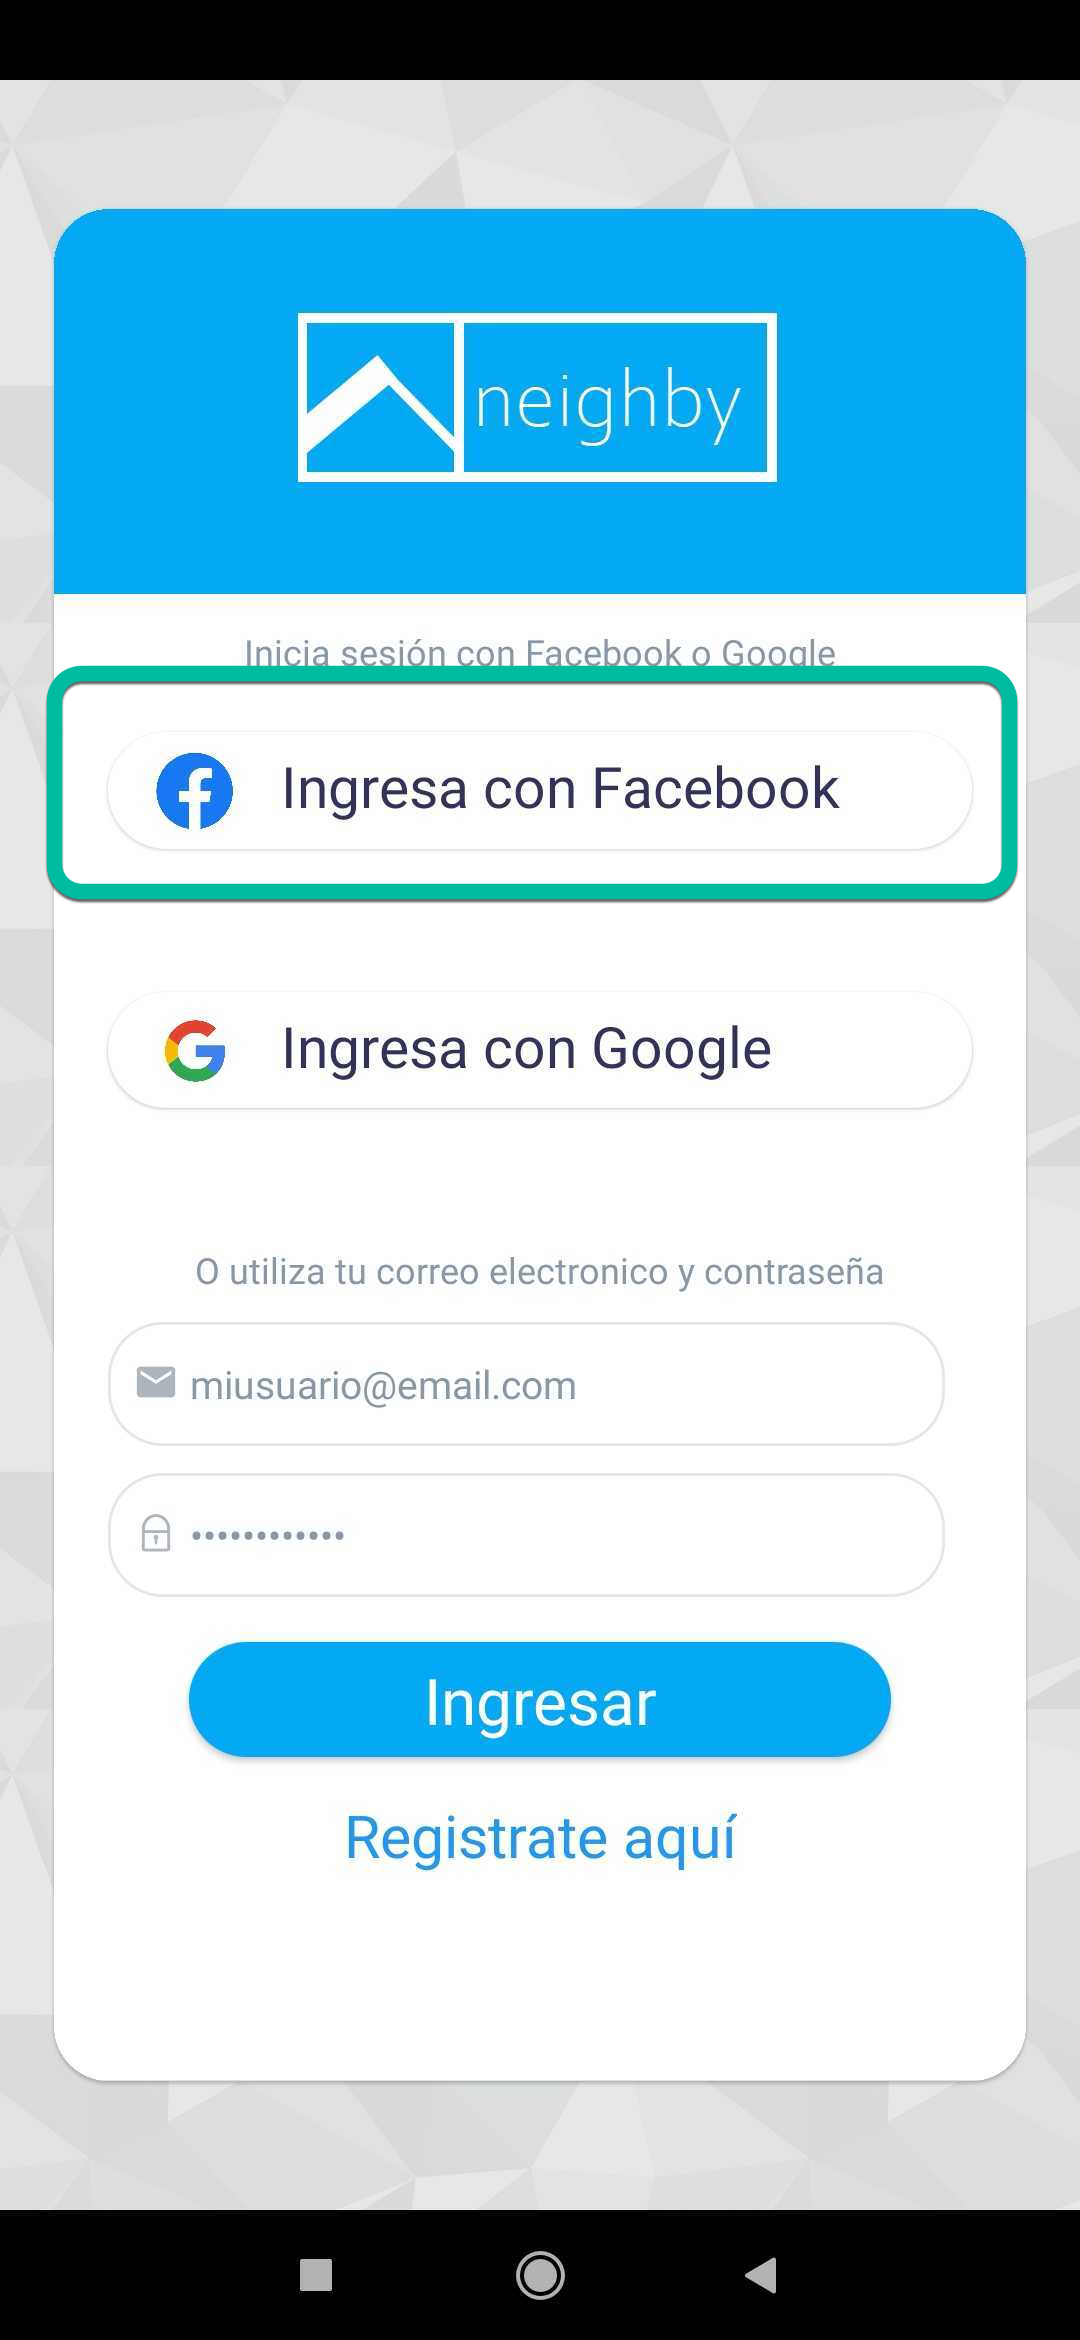 neighby
Inicia sesión con Facebook o Google
Ingresa con Facebook
Ingresa con Google
O utiliza tu correo electronico y contraseña
miusuario@email.com
••••••••••••
Ingresar
Registrate aquí